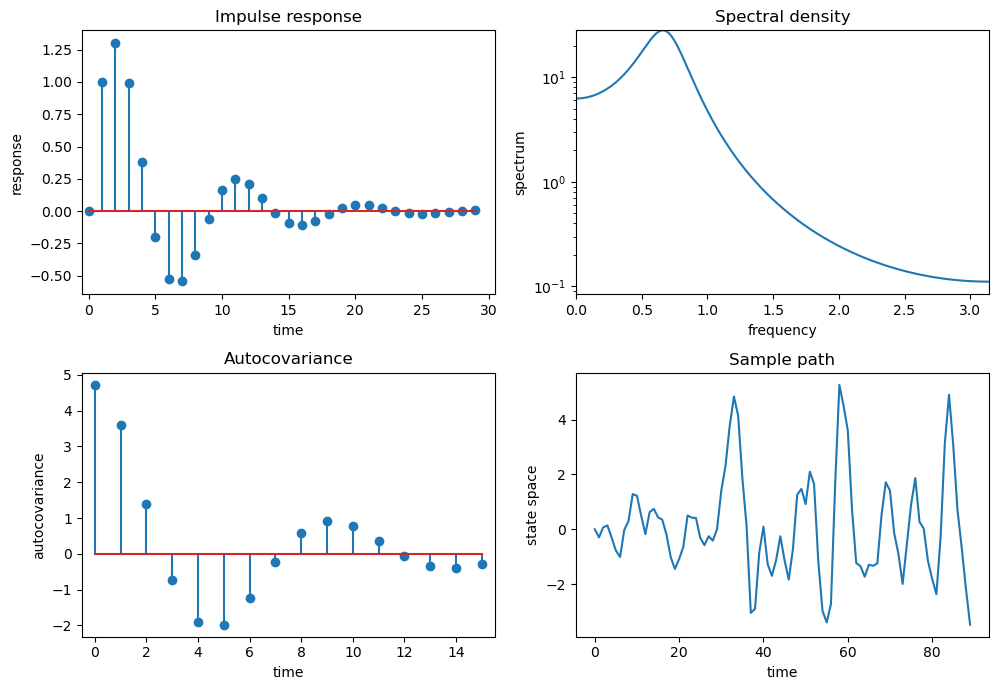 Impulse response
1.25
1.00
0.75
0.50
0.25
0.00
−0.25
−0.50
response
0 5 10 15 20 25 30
time
Spectral density
10^1
10^0
10^−1
spectrum
0.0 0.5 1.0 1.5 2.0 2.5 3.0
frequency
Autocovariance
5
4
3
2
1
0
−1
−2
autocovariance
0 2 4 6 8 10 12 14
time
Sample path
4
2
0
−2
state space
0 20 40 60 80
time